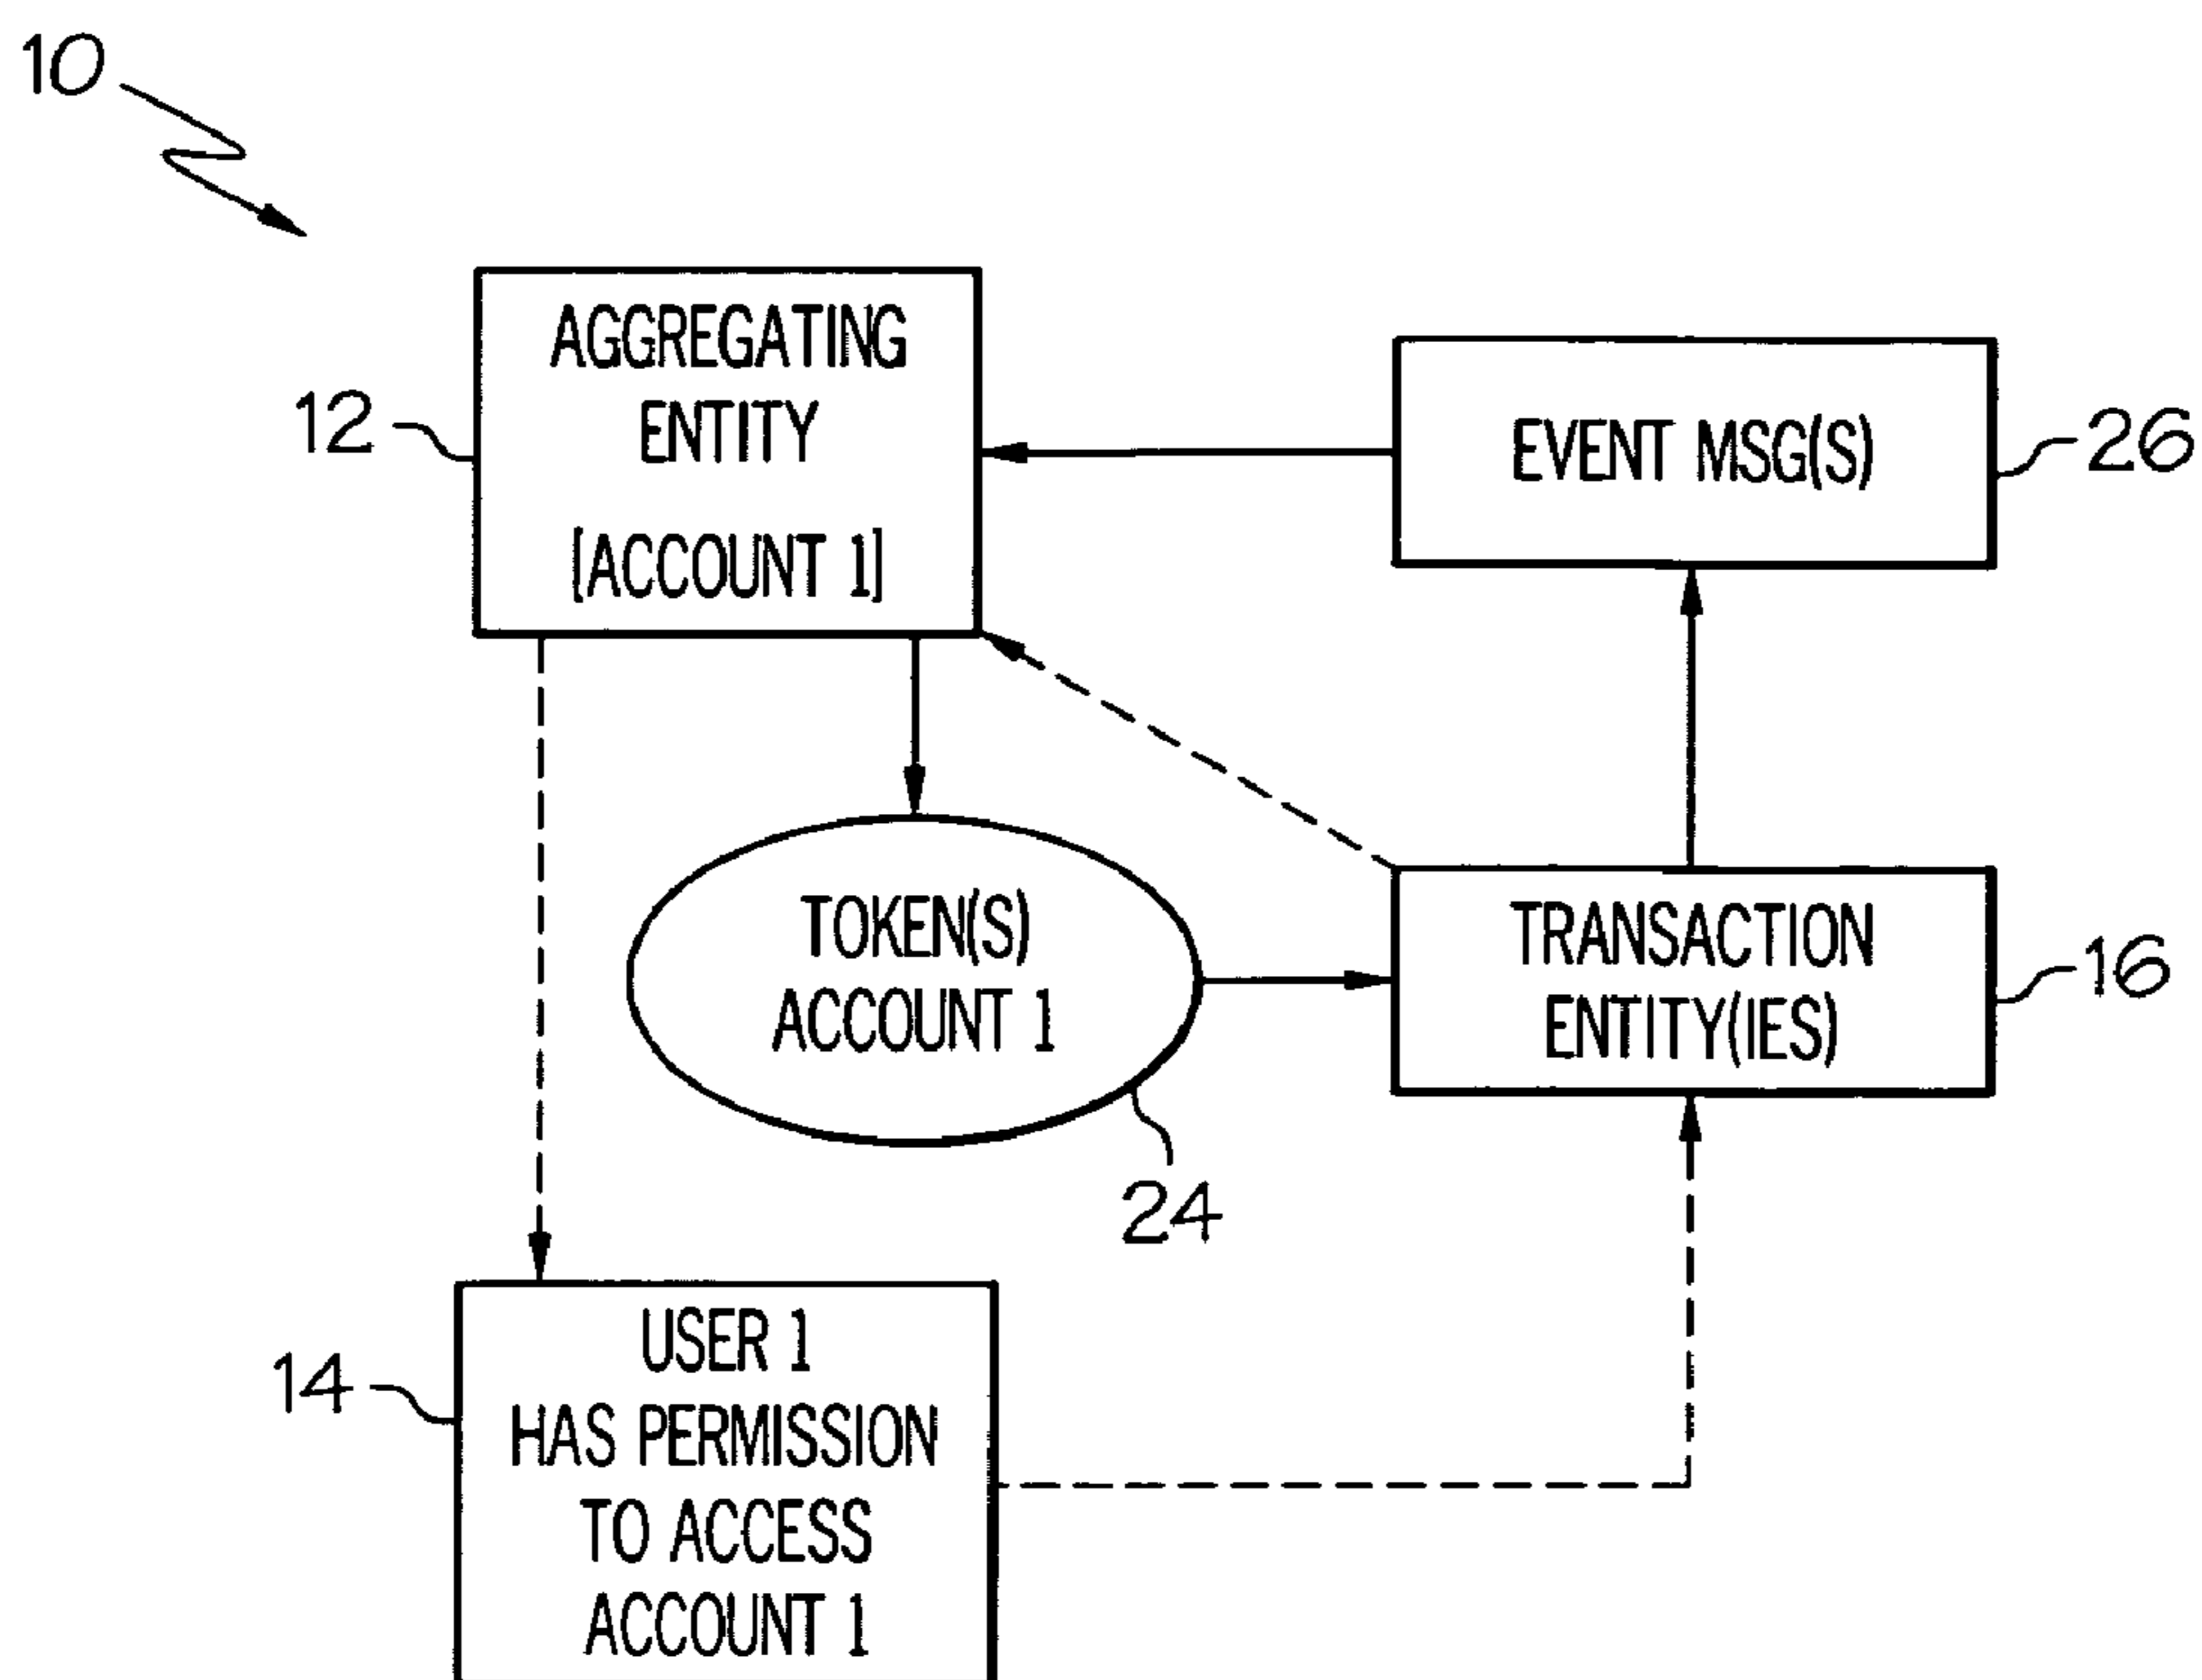 10
AGGREGATING
ENTITY
[ACCOUNT 1]
12
EVENT MSG(S)
26
TOKEN(S)
ACCOUNT 1
24
TRANSACTION
ENTITY(IES)
16
USER 1
HAS PERMISSION
TO ACCESS
ACCOUNT 1
14